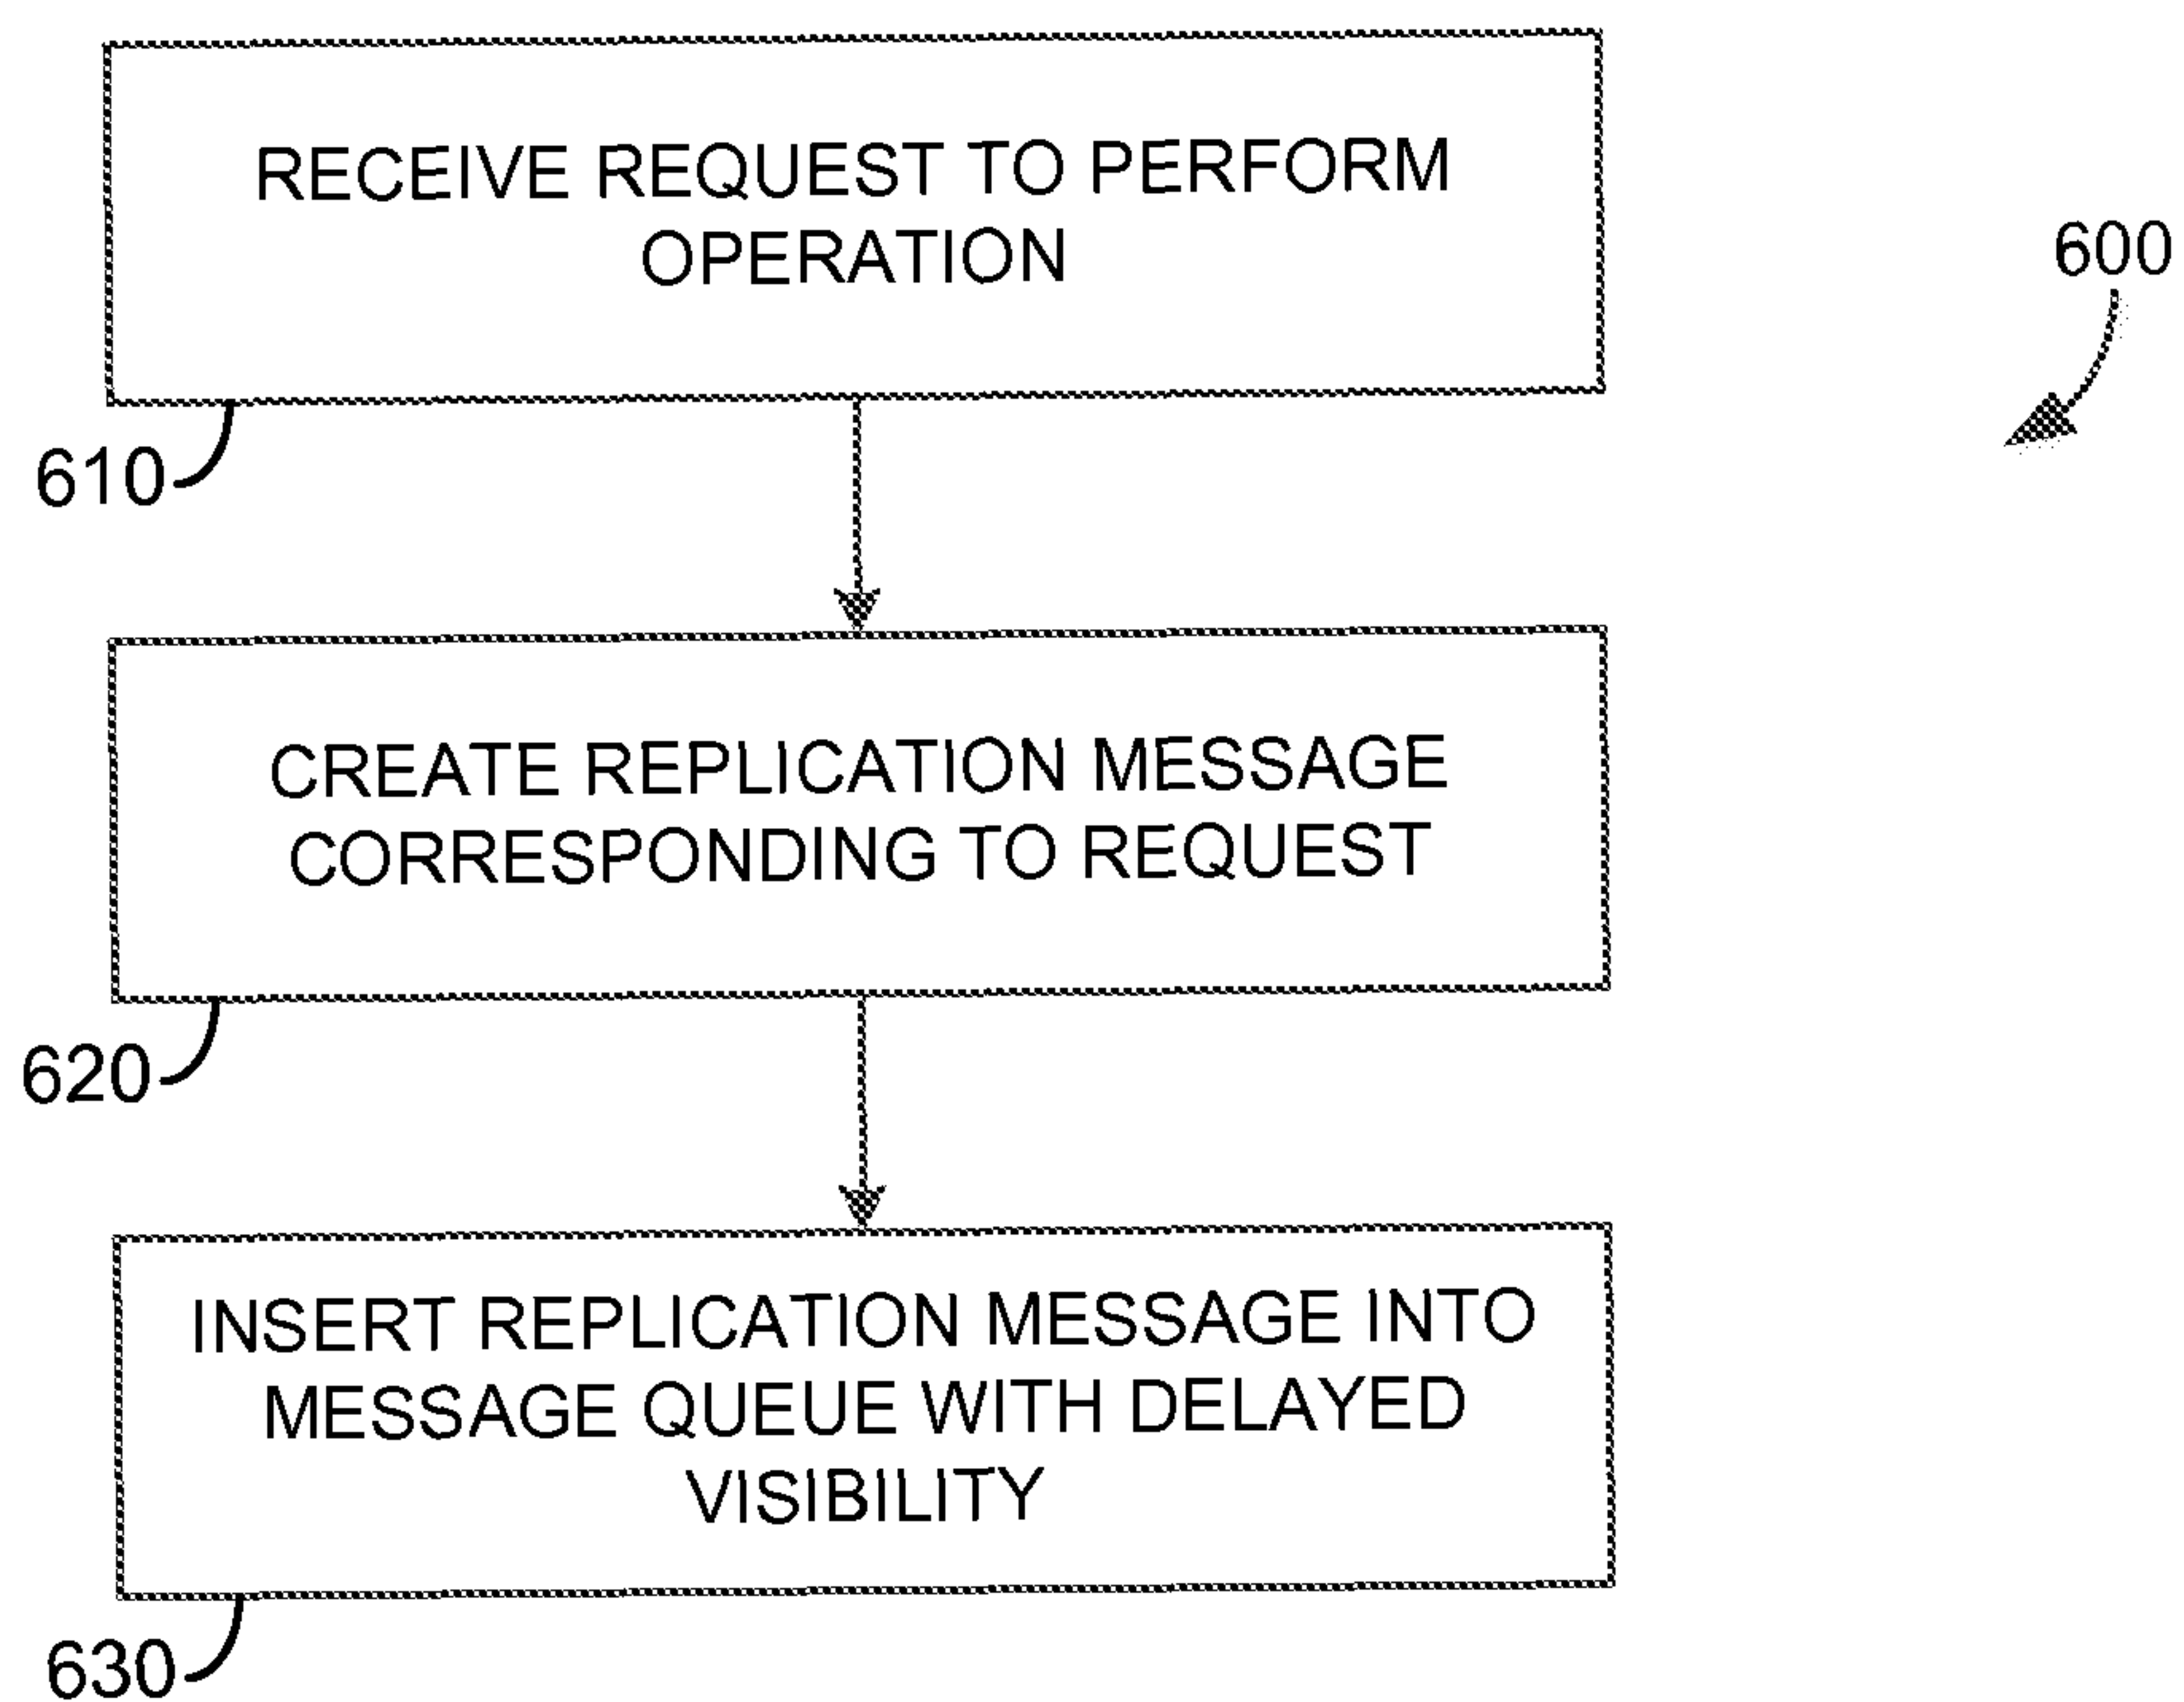 RECEIVE REQUEST TO PERFORM
OPERATION
600
610
CREATE REPLICATION MESSAGE
CORRESPONDING TO REQUEST
620
INSERT REPLICATION MESSAGE INTO
MESSAGE QUEUE WITH DELAYED
VISIBILITY
630